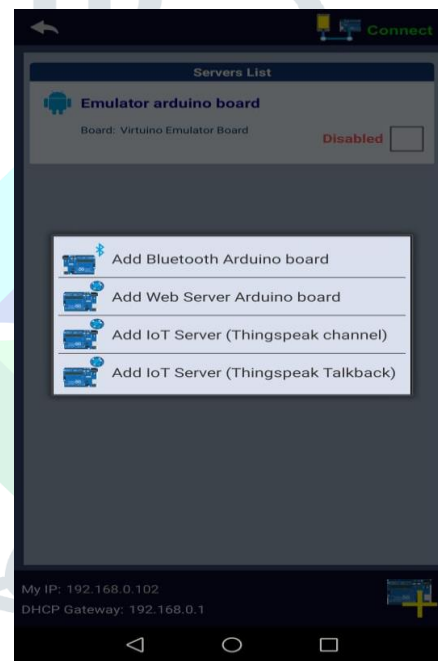 Connect
Servers List
Emulator arduino board
Board: Virtuino Emulator Board
Disabled
Add Bluetooth Arduino board
Add Web Server Arduino board
Add IoT Server (Thingspeak channel)
Add IoT Server (Thingspeak Talkback)
My IP: 192.168.0.102
DHCP Gateway: 192.168.0.1